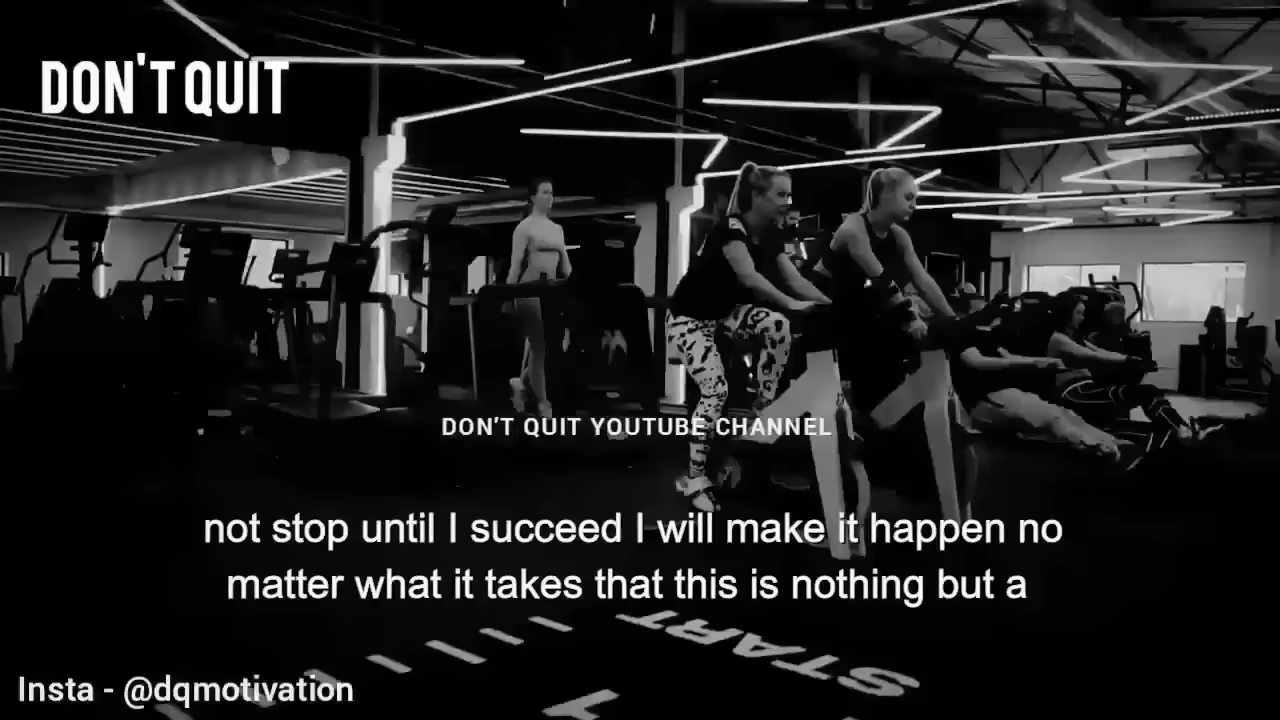 DON'T QUIT
DON'T QUIT YOUTUBE CHANNEL
not stop until I succeed I will make it happen no
matter what it takes that this is nothing but a
START
Insta - @dqmotivation